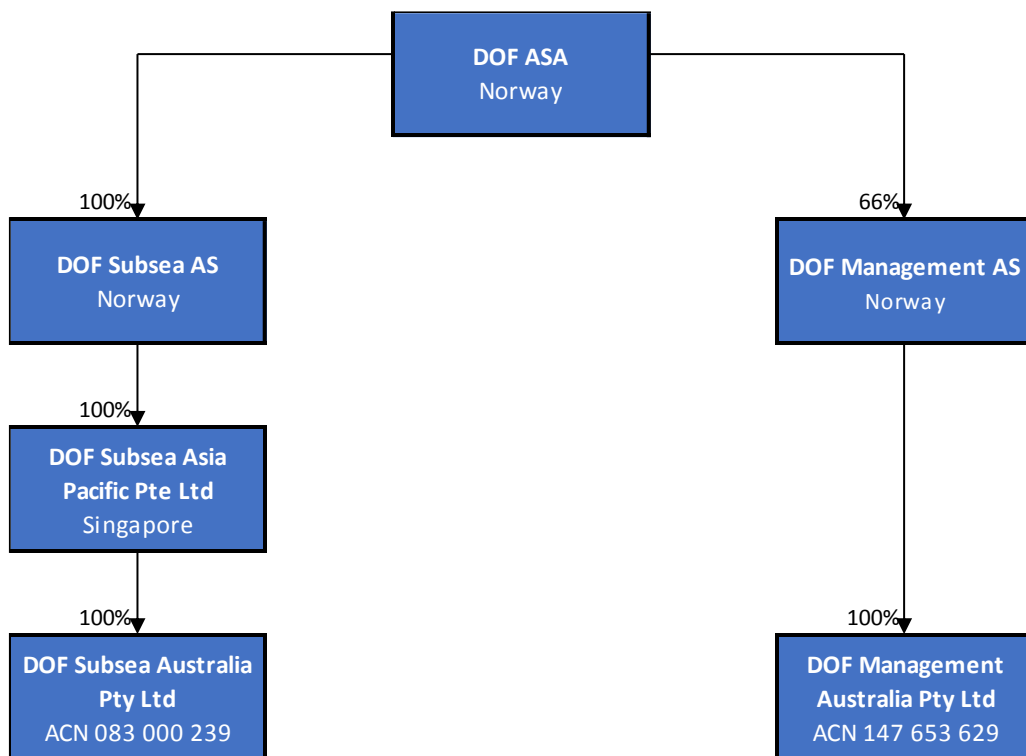 DOF ASA
Norway
100%
66%
DOF Subsea AS
Norway
DOF Management AS
Norway
100%
DOF Subsea Asia
Pacific Pte Ltd
Singapore
100%
100%
DOF Subsea Australia
Pty Ltd
ACN 083 000 239
DOF Management
Australia Pty Ltd
ACN 147 653 629